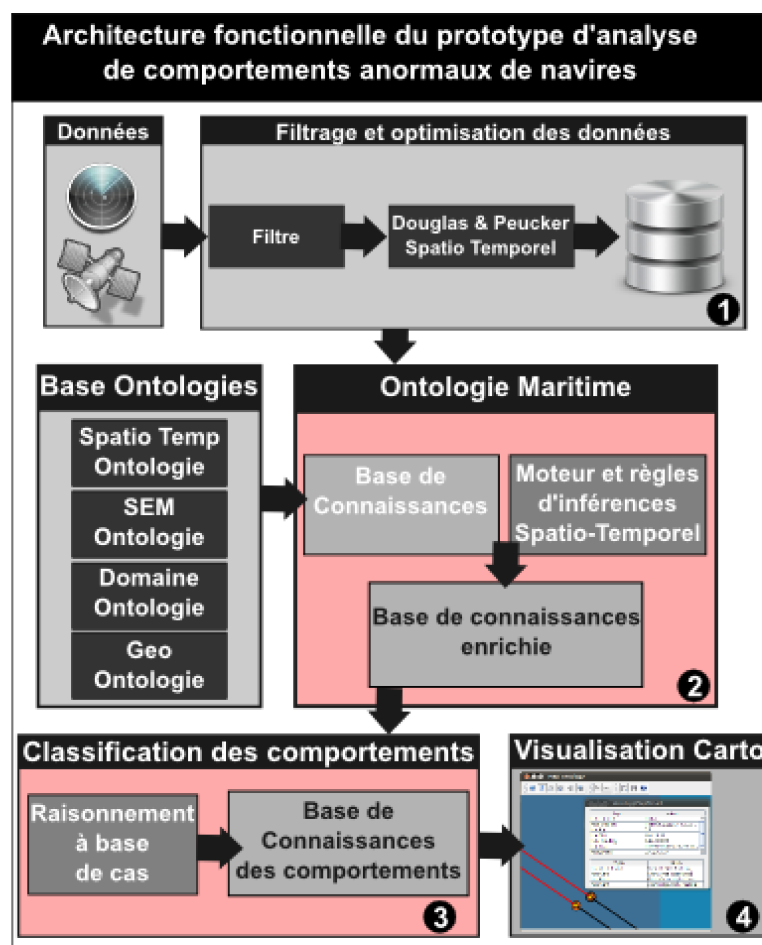 Architecture fonctionnelle du prototype d'analyse
de comportements anormaux de navires
Données
Filtrage et optimisation des données
Filtre
Douglas & Peucker
Spatio Temporel
1
Base Ontologies
Spatio Temp
Ontologie
SEM
Ontologie
Domaine
Ontologie
Geo
Ontologie
Ontologie Maritime
Base de
Connaissances
Moteur et règles
d'inférences
Spatio-Temporel
Base de connaissances
enrichie
2
Classification des comportements
Raisonnement
à base
de cas
Base de
Connaissances
des comportements
3
Visualisation Carto
4